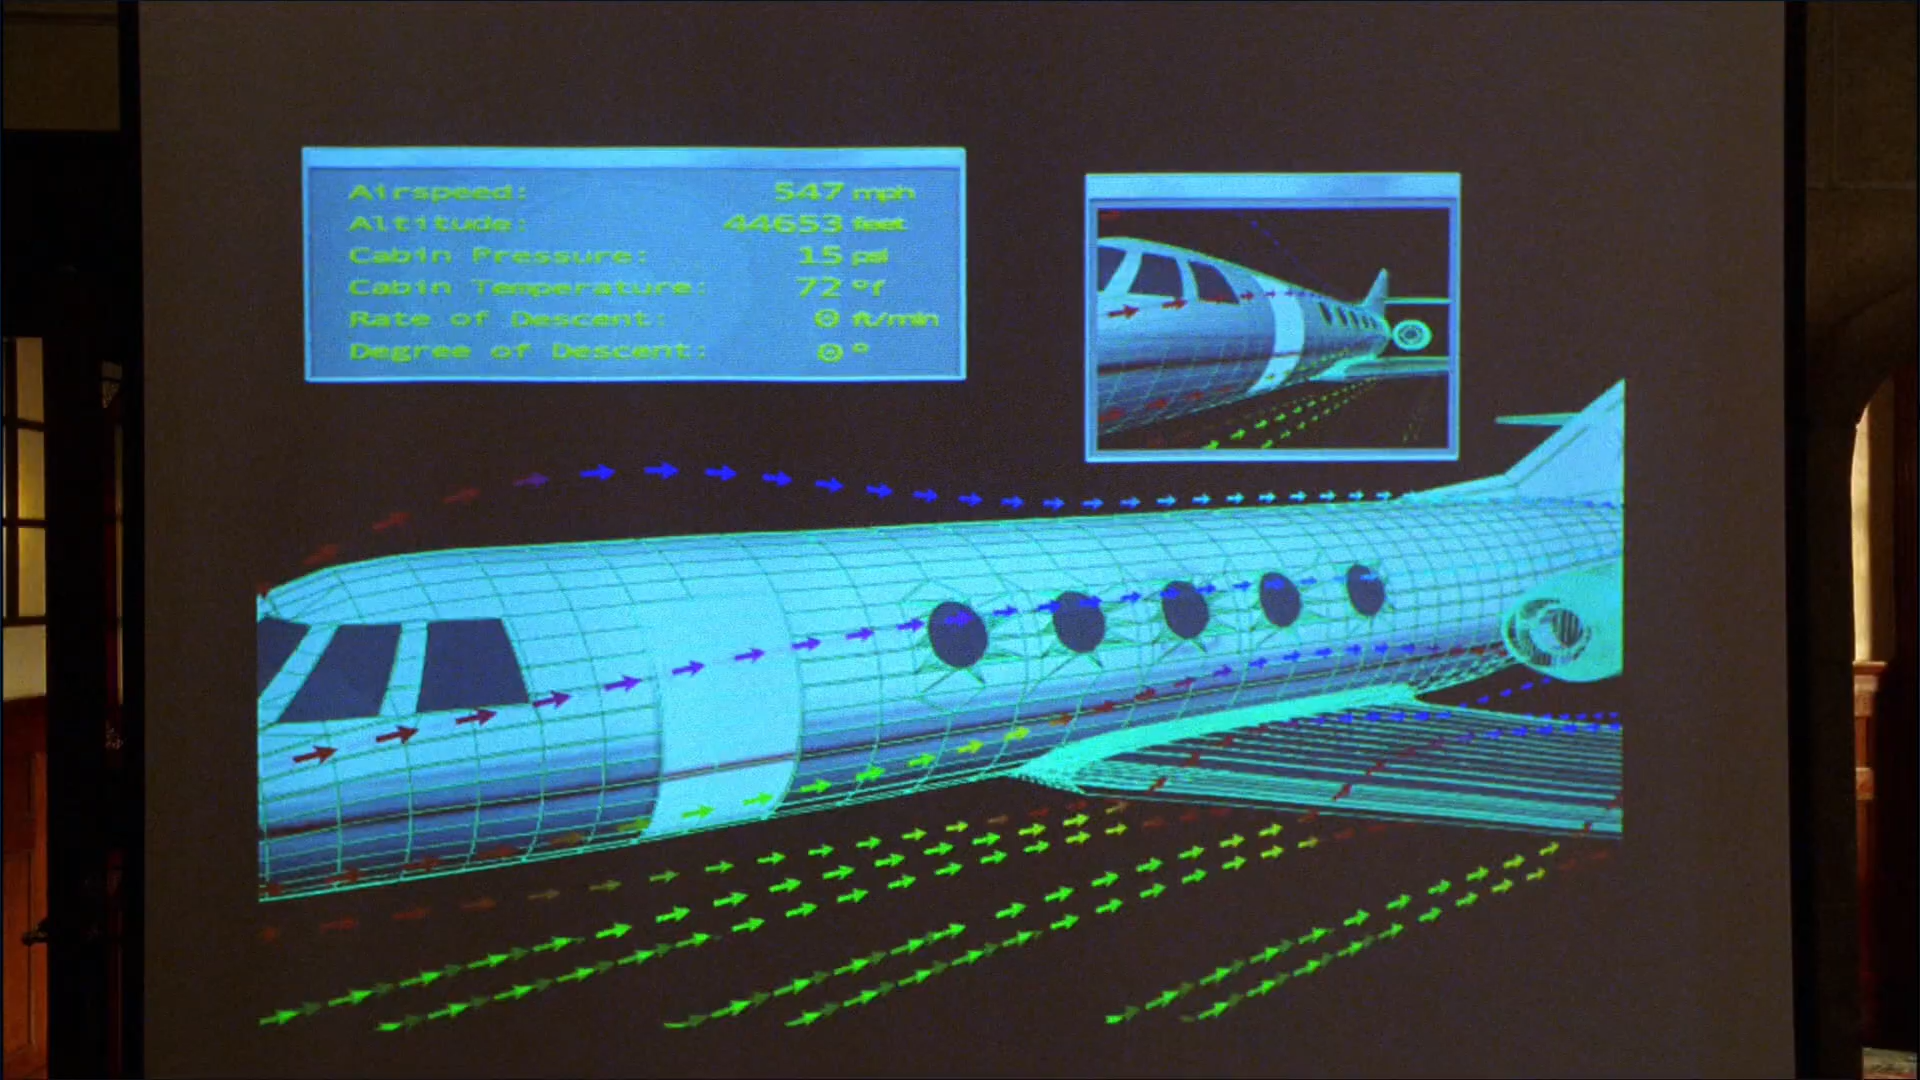 Airspeed: 547 mph
Altitude: 44653 feet
Cabin Pressure: 15 psi
Cabin Temperature: 72 °f
Rate of Descent: 0 ft/min
Degree of Descent: 0 °